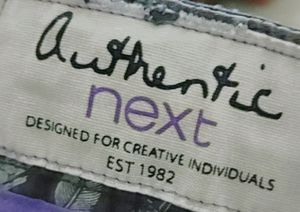 Authentic
next
DESIGNED FOR CREATIVE INDIVIDUALS
EST 1982